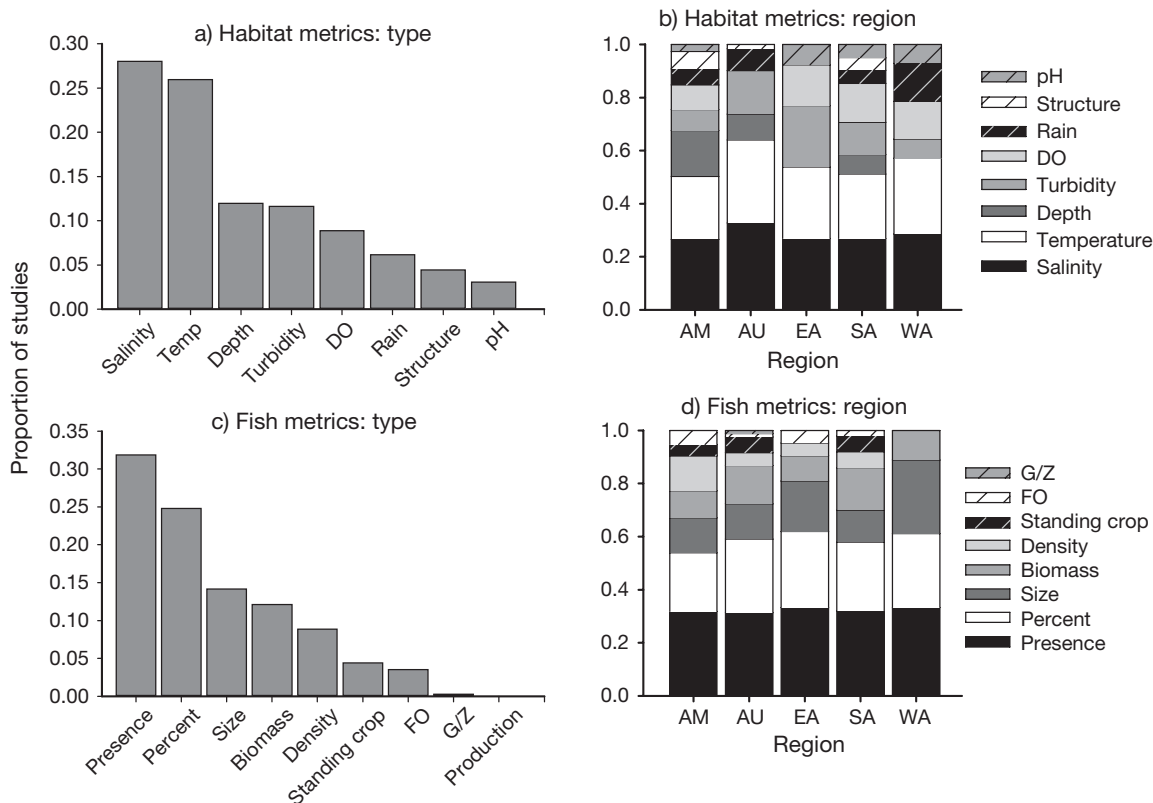 a) Habitat metrics: type
0.30
0.25
0.20
0.15
0.10
0.05
0.00
Salinity
Temp
Depth
Turbidity
DO
Rain
Structure
pH
b) Habitat metrics: region
1.0
0.8
0.6
0.4
0.2
0.0
AM AU EA SA WA
Region
pH
Structure
Rain
DO
Turbidity
Depth
Temperature
Salinity
Proportion of studies
c) Fish metrics: type
0.35
0.30
0.25
0.20
0.15
0.10
0.05
0.00
Presence
Percent
Size
Biomass
Density
Standing crop
FO
G/Z
Production
d) Fish metrics: region
1.0
0.8
0.6
0.4
0.2
0.0
AM AU EA SA WA
Region
G/Z
FO
Standing crop
Density
Biomass
Size
Percent
Presence